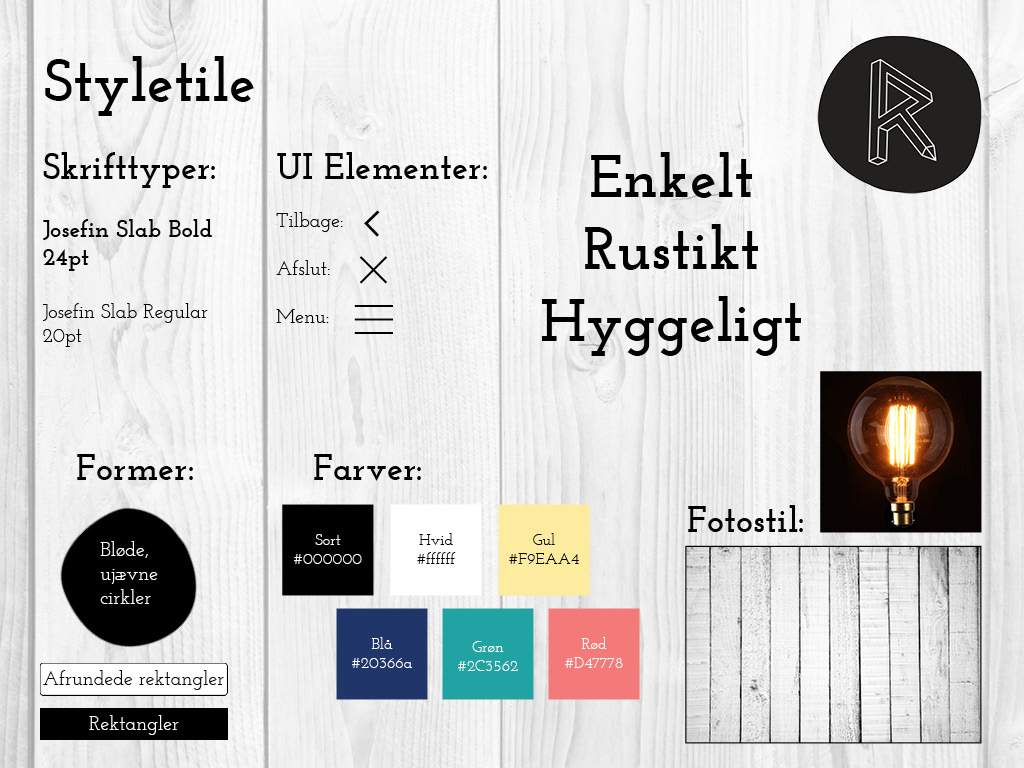 Styletile
Skrifttyper:
Josefin Slab Bold
24pt
Josefin Slab Regular
20pt
UI Elementer:
Tilbage:
Afslut:
Menu:
Enkelt
Rustikt
Hyggeligt
R
Former:
Bløde,
ujævne
cirkler
Afrundede rektangler
Rektangler
Farver:
Sort
#000000
Hvid
#ffffff
Gul
#F9EAA4
Blå
#20366a
Grøn
#2C3562
Rød
#D47778
Fotostil: